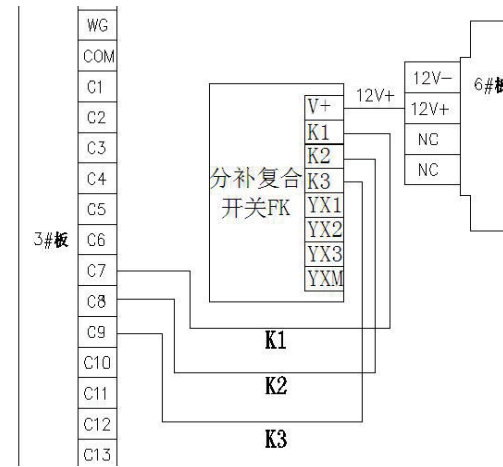 WG
COM
C1
C2
C3
C4
C5
3#板
C6
C7
C8
C9
C10
C11
C12
C13
分补复合
开关FK
V+
K1
K2
K3
YX1
YX2
YX3
YXM
12V+
12V-
12V+
NC
NC
6#板
K1
K2
K3